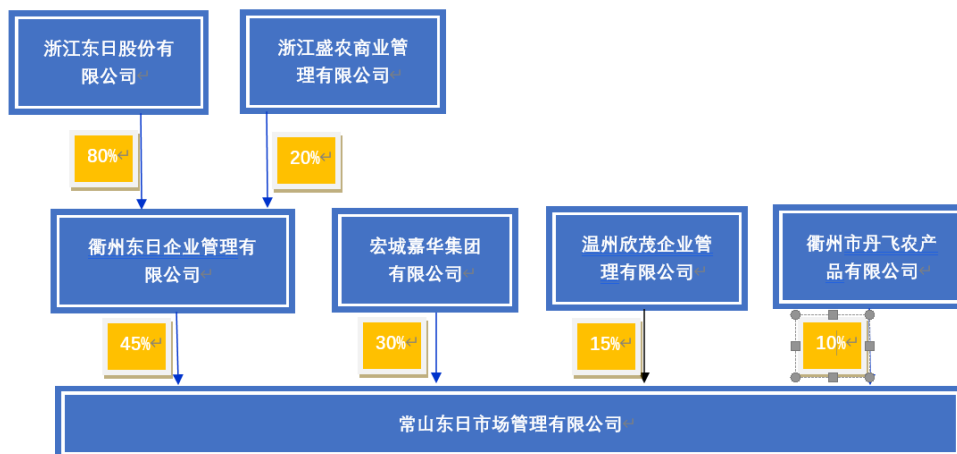 浙江东日股份有
限公司
浙江盛农商业管
理有限公司
80%
20%
衢州东日企业管理有
限公司
宏城嘉华集团
有限公司
温州欣茂企业管
理有限公司
衢州市丹飞农产
品有限公司
45%
30%
15%
10%
常山东日市场管理有限公司